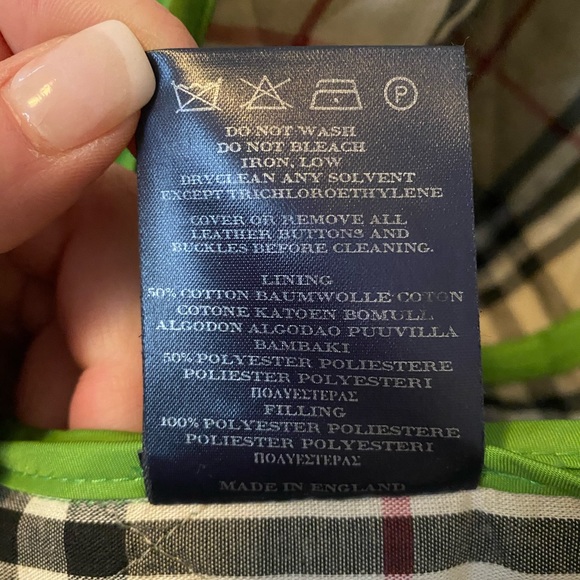 P
DO NOT WASH
DO NOT BLEACH
IRON, LOW
DRYCLEAN ANY SOLVENT
EXCEPT TRICHLOROETHYLENE
COVER OR REMOVE ALL
LEATHER BUTTONS AND
BUCKLES BEFORE CLEANING.
LINING
50% COTTON BAUMWOLLE COTON
COTONE KATOEN BOMULL
ALGODON ALGODAO PUUVILLA
BAMBAKI
50% POLYESTER POLIESTERE
POLIESTER POLYESTERI
ΠΟΛΥΕΣΤΕΡΑΣ
FILLING
100% POLYESTER POLIESTERE
POLIESTER POLYESTERI
ΠΟΛΥΕΣΤΕΡΑΣ
MADE IN ENGLAND